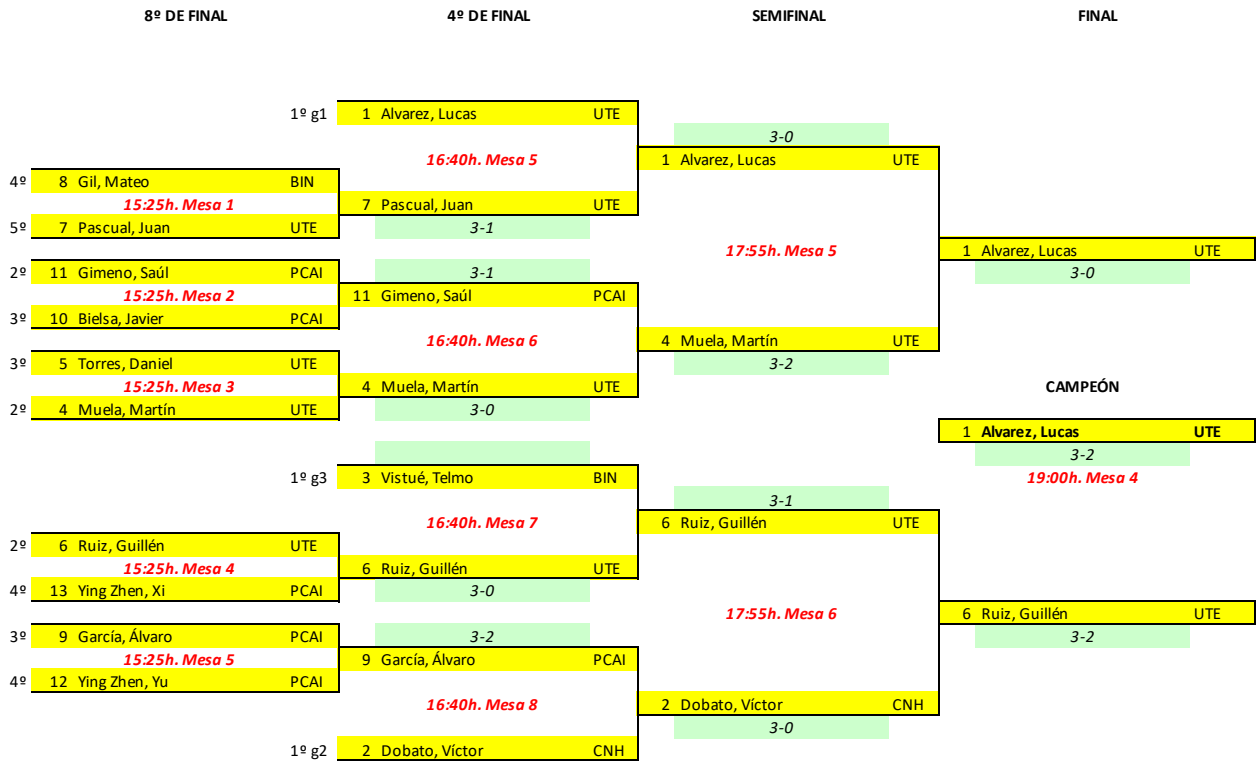 8º DE FINAL 4º DE FINAL SEMIFINAL FINAL
1º g1 1 Alvarez, Lucas UTE
3-0
16:40h. Mesa 5 1 Alvarez, Lucas UTE
4º 8 Gil, Mateo BIN
15:25h. Mesa 1 7 Pascual, Juan UTE
5º 7 Pascual, Juan UTE 3-1
17:55h. Mesa 5 1 Alvarez, Lucas UTE
2º 11 Gimeno, Saúl PCAI 3-1 3-0
15:25h. Mesa 2 11 Gimeno, Saúl PCAI
3º 10 Bielsa, Javier PCAI
16:40h. Mesa 6 4 Muela, Martín UTE
3º 5 Torres, Daniel UTE 3-2
15:25h. Mesa 3 4 Muela, Martín UTE CAMPEÓN
2º 4 Muela, Martín UTE 3-0
1 Alvarez, Lucas UTE
3-2
1º g3 3 Vistué, Telmo BIN 19:00h. Mesa 4
3-1
16:40h. Mesa 7 6 Ruiz, Guillén UTE
2º 6 Ruiz, Guillén UTE
15:25h. Mesa 4 6 Ruiz, Guillén UTE
4º 13 Ying Zhen, Xi PCAI 3-0
17:55h. Mesa 6 6 Ruiz, Guillén UTE
3º 9 García, Álvaro PCAI 3-2 3-2
15:25h. Mesa 5 9 García, Álvaro PCAI
4º 12 Ying Zhen, Yu PCAI
16:40h. Mesa 8 2 Dobato, Víctor CNH
3-0
1º g2 2 Dobato, Víctor CNH